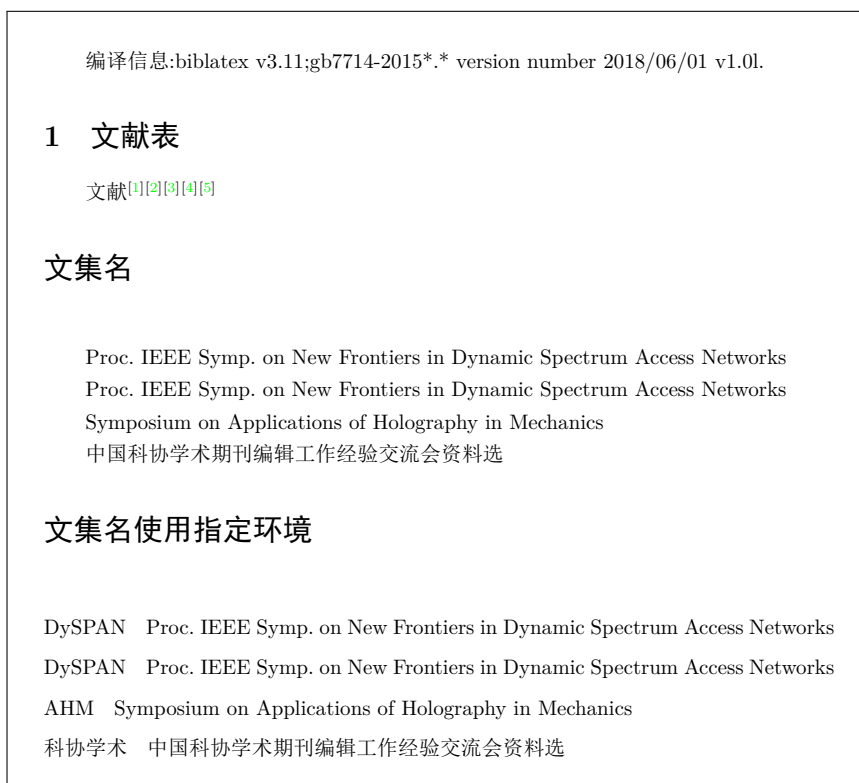 编译信息:biblatex v3.11;gb7714-2015*.* version number 2018/06/01 v1.0l.
1 文献表
文献[1][2][3][4][5]
文集名
Proc. IEEE Symp. on New Frontiers in Dynamic Spectrum Access Networks
Proc. IEEE Symp. on New Frontiers in Dynamic Spectrum Access Networks
Symposium on Applications of Holography in Mechanics
中国科协学术期刊编辑工作经验交流会资料选
文集名使用指定环境
DySPAN Proc. IEEE Symp. on New Frontiers in Dynamic Spectrum Access Networks
DySPAN Proc. IEEE Symp. on New Frontiers in Dynamic Spectrum Access Networks
AHM Symposium on Applications of Holography in Mechanics
科协学术 中国科协学术期刊编辑工作经验交流会资料选